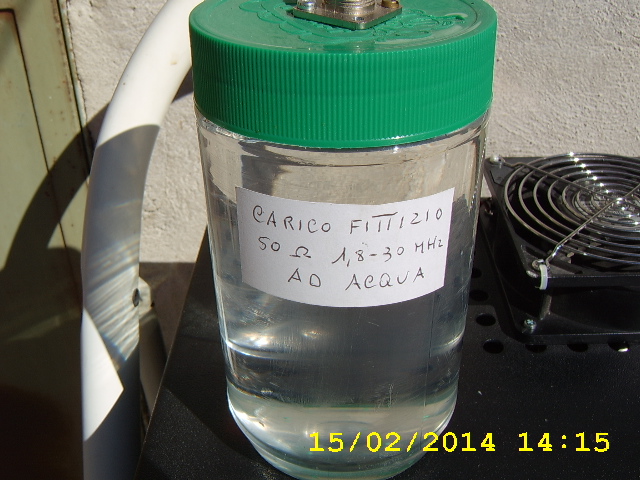 CARICO FITTIZIO
50 Ω 1,8-30 MHz
AD ACQUA
15/02/2014 14:15